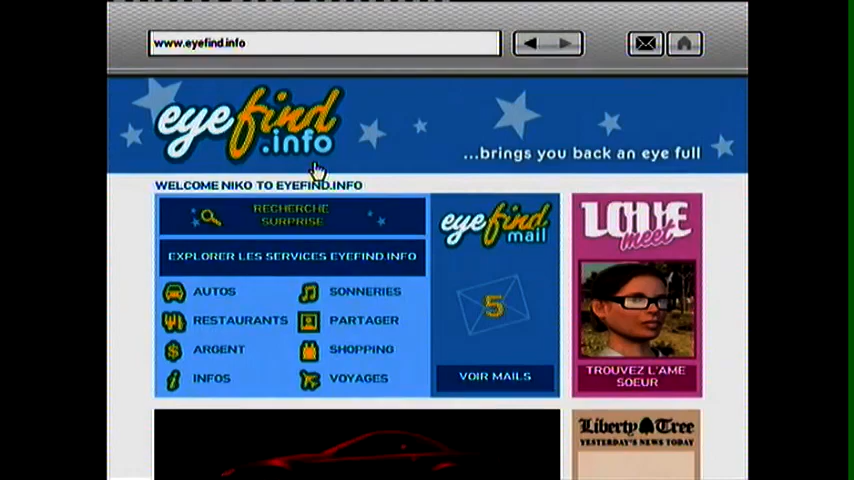 www.eyefind.info
eyefind
.info
...brings you back an eye full
WELCOME NIKO TO EYEFIND.INFO
RECHERCHE
SURPRISE
EXPLORER LES SERVICES EYEFIND.INFO
AUTOS
SONNERIES
RESTAURANTS
PARTAGER
ARGENT
SHOPPING
INFOS
VOYAGES
eyefind
mail
5
VOIR MAILS
LOVE
meet
TROUVEZ L'AME
SOEUR
Liberty Tree
YESTERDAY'S NEWS TODAY